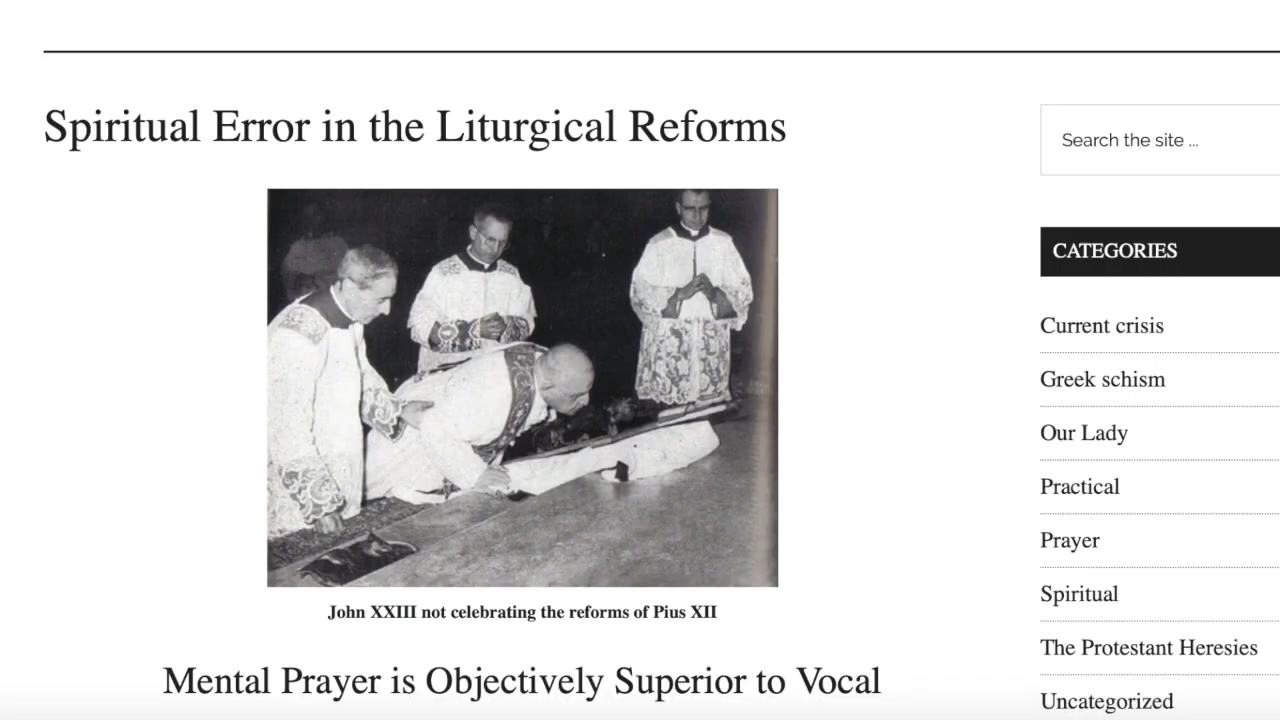 Spiritual Error in the Liturgical Reforms
John XXIII not celebrating the reforms of Pius XII
Mental Prayer is Objectively Superior to Vocal
Search the site ...
CATEGORIES
Current crisis
Greek schism
Our Lady
Practical
Prayer
Spiritual
The Protestant Heresies
Uncategorized